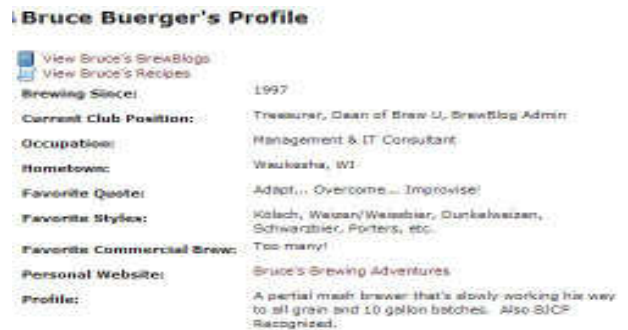 Bruce Buerger's Profile
View Bruce's BrewBlogs
View Bruce's Recipes
Brewing Since: 1997
Current Club Position: Treasurer, Dean of Brew U, BrewBlog Admin
Occupation: Management & IT Consultant
Hometown: Waukesha, WI
Favorite Quote: Adapt... Overcome... Improvise!
Favorite Styles: Kolsch, Weizen/Weissbier, Dunkelweizen,
Schwarzbier, Porters, etc.
Favorite Commercial Brew: Too many!
Personal Website: Bruce's Brewing Adventures
Profile: A partial mash brewer that's slowly working his way
to all grain and 10 gallon batches. Also BJCP
Recognized.